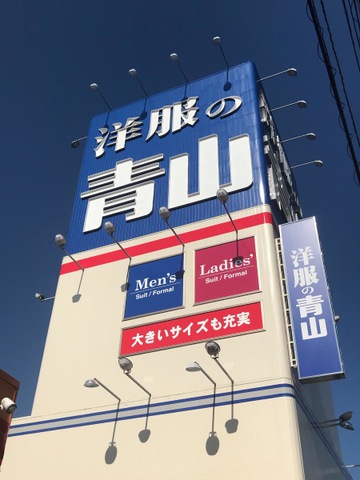 洋服の
青山
Men's
Suit / Formal
Ladies'
Suit / Formal
大きいサイズも充実
洋服の青山